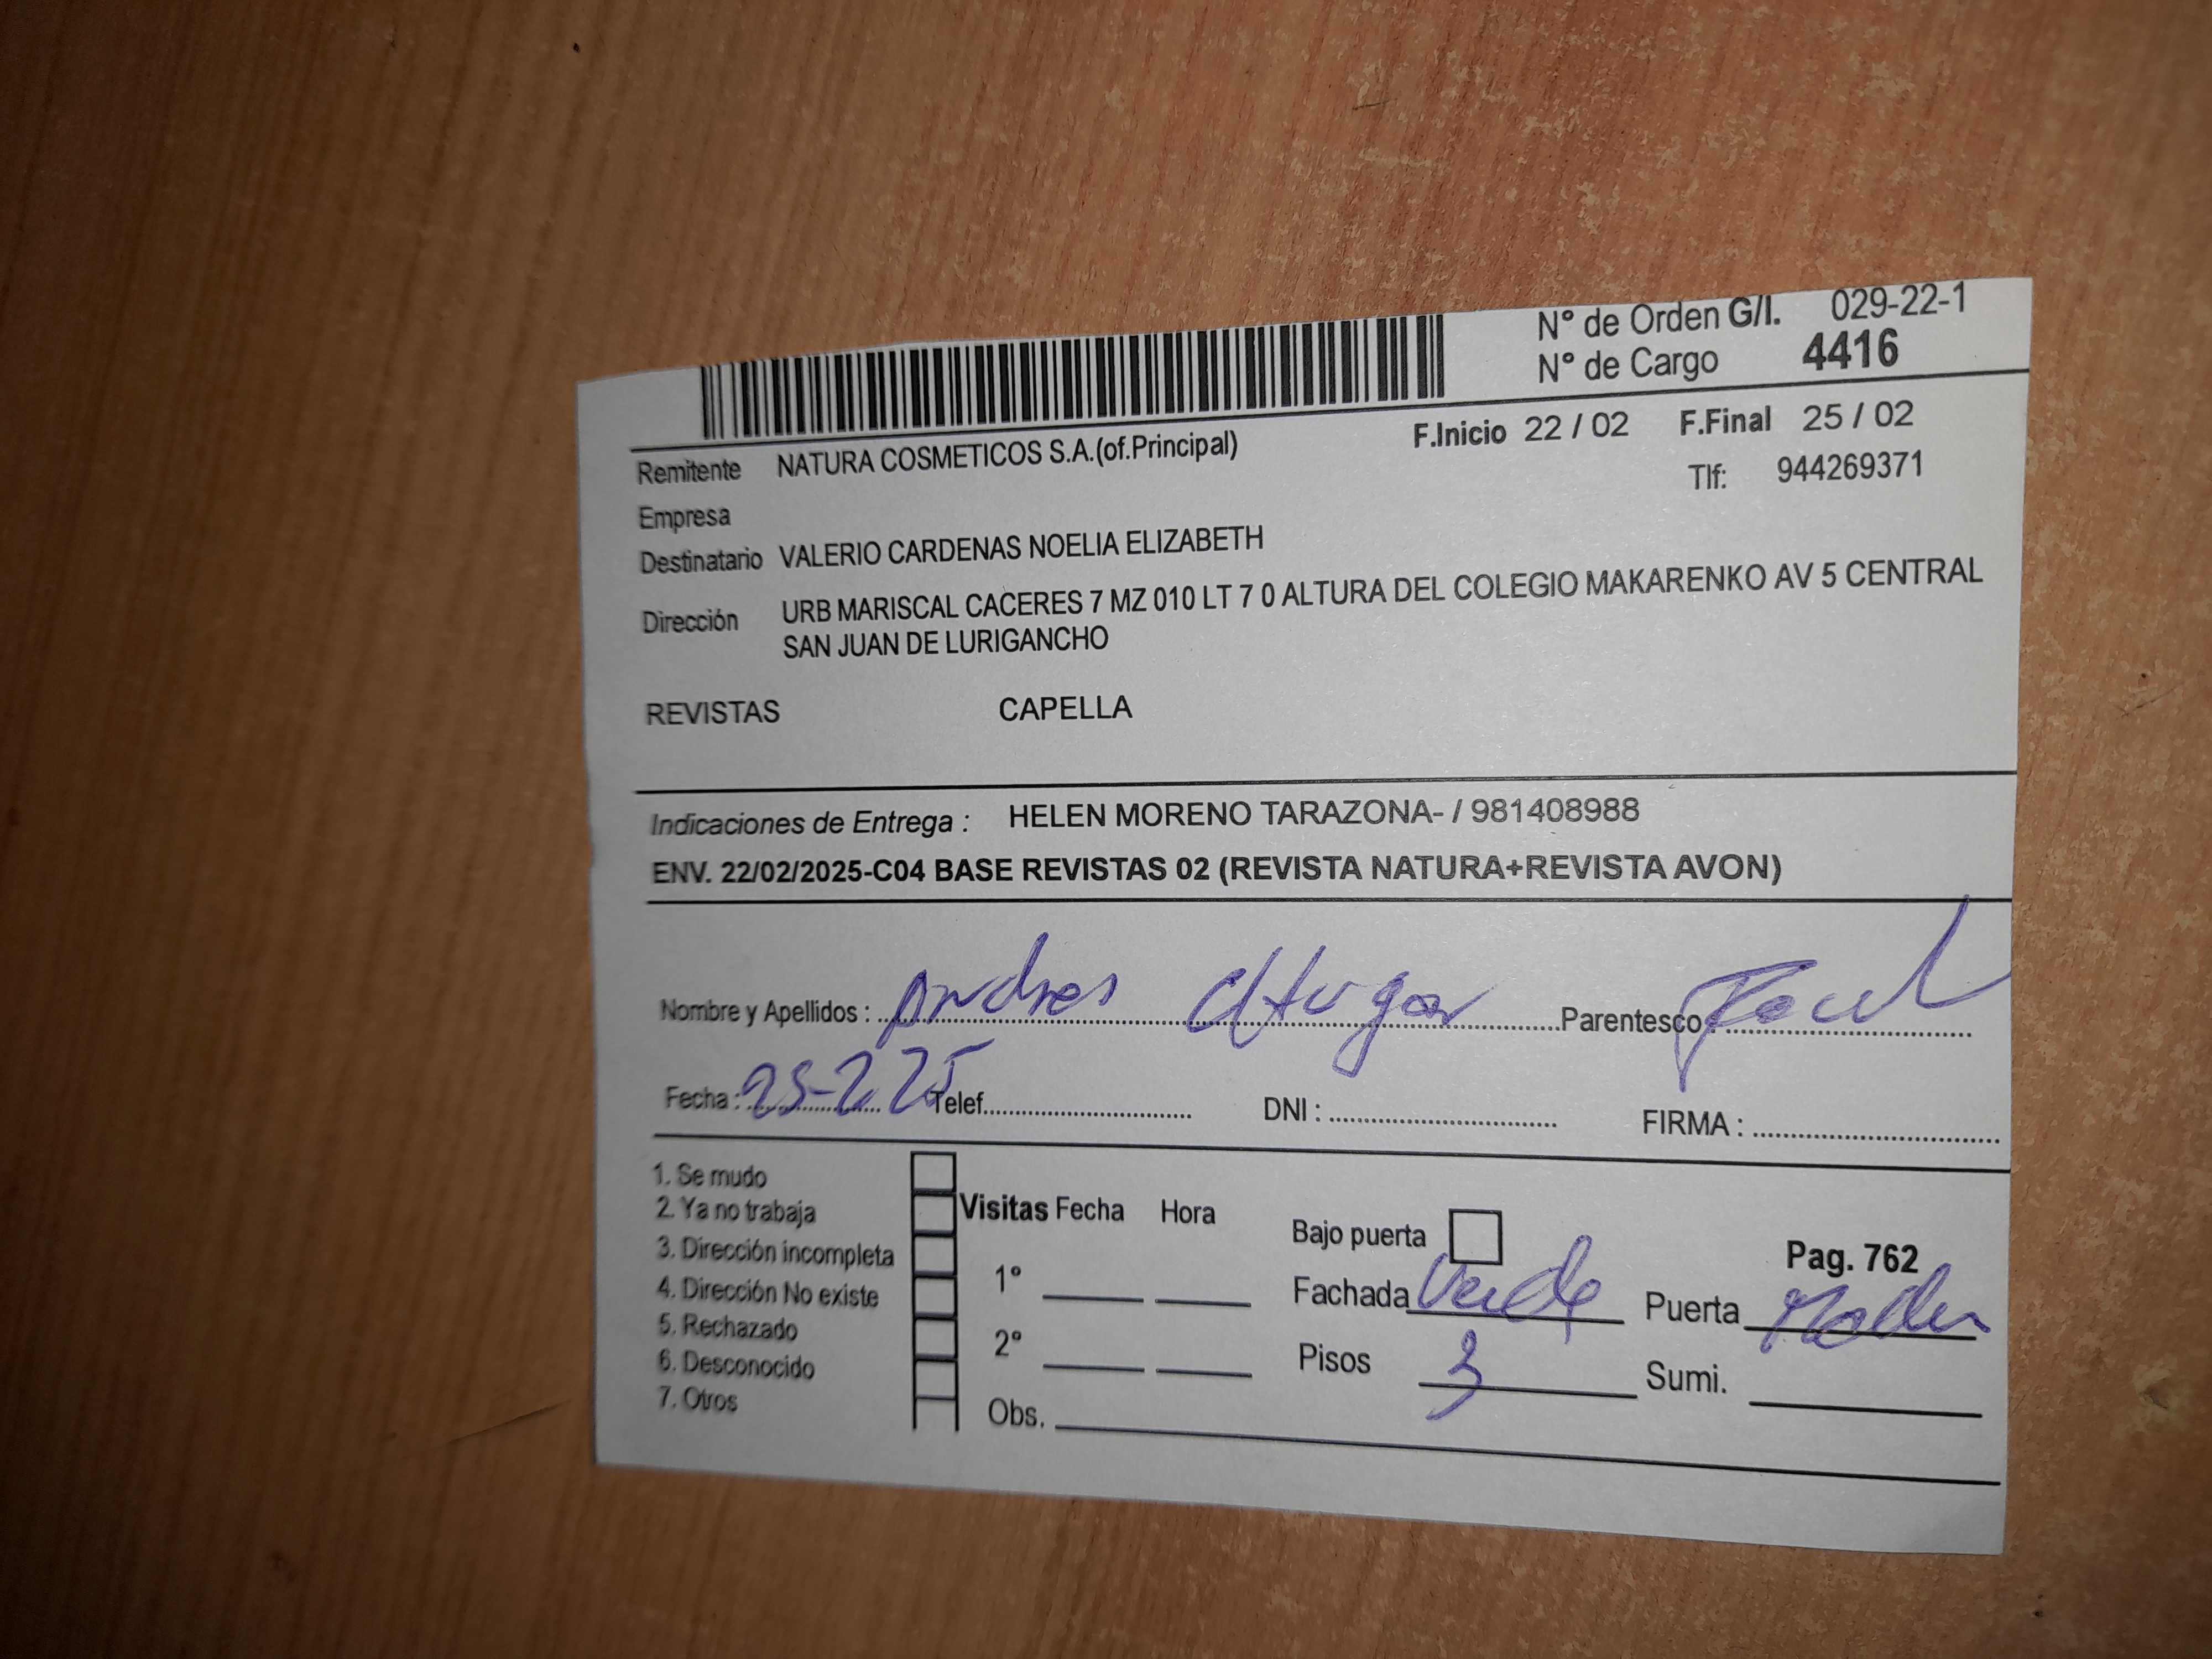 N° de Orden G/I. 029-22-1
N° de Cargo 4416
F.Inicio 22 / 02 F.Final 25 / 02
Remitente NATURA COSMETICOS S.A.(of.Principal)
Tlf: 944269371
Empresa
Destinatario VALERIO CARDENAS NOELIA ELIZABETH
Dirección URB MARISCAL CACERES 7 MZ 010 LT 7 0 ALTURA DEL COLEGIO MAKARENKO AV 5 CENTRAL
SAN JUAN DE LURIGANCHO
REVISTAS CAPELLA
Indicaciones de Entrega : HELEN MORENO TARAZONA- / 981408988
ENV. 22/02/2025-C04 BASE REVISTAS 02 (REVISTA NATURA+REVISTA AVON)
Nombre y Apellidos : Andres Parentesco :
Fecha : 25-2 25 Telef. DNI : FIRMA :
1. Se mudo
2. Ya no trabaja
3. Dirección incompleta
4. Dirección No existe
5. Rechazado
6. Desconocido
7. Otros
Visitas Fecha Hora
1°
2°
Obs.
Bajo puerta
Pag. 762
Fachada Verde Puerta
Pisos 3 Sumi.